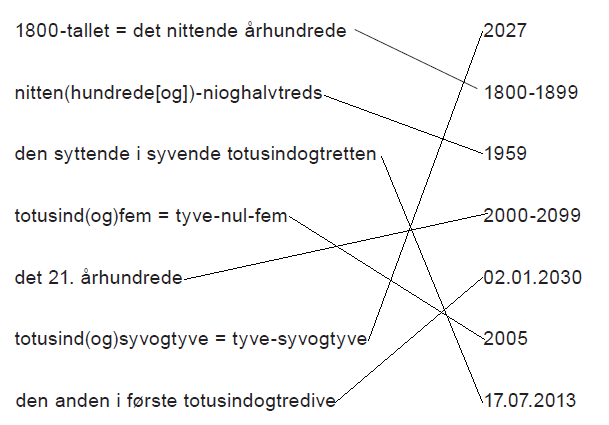 1800-tallet = det nittende århundrede 2027
nitten(hundrede[og])-nioghalvtreds 1800-1899
den syttende i syvende totusindogtretten 1959
totusind(og)fem = tyve-nul-fem 2000-2099
det 21. århundrede 02.01.2030
totusind(og)syvogtyve = tyve-syvogtyve 2005
den anden i første totusindogtredive 17.07.2013